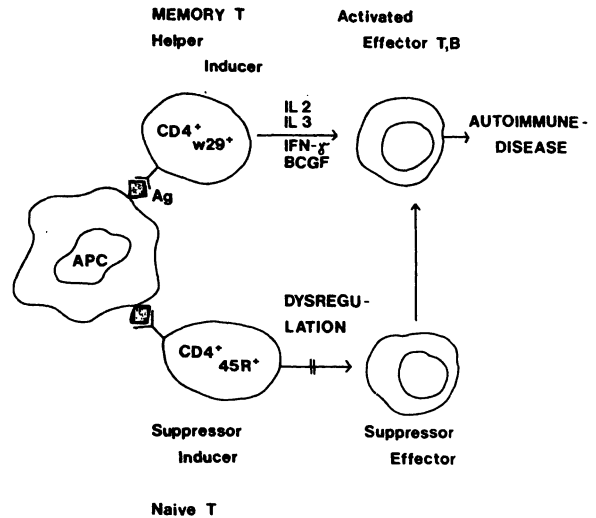 MEMORY T
Helper
Inducer
Activated
Effector T,B
CD4⁺
w29⁺
IL 2
IL 3
IFN-γ
BCGF
AUTOIMMUNE-
DISEASE
Ag
APC
DYSREGU-
LATION
CD4⁺
45R⁺
Suppressor
Inducer
Suppressor
Effector
Naive T